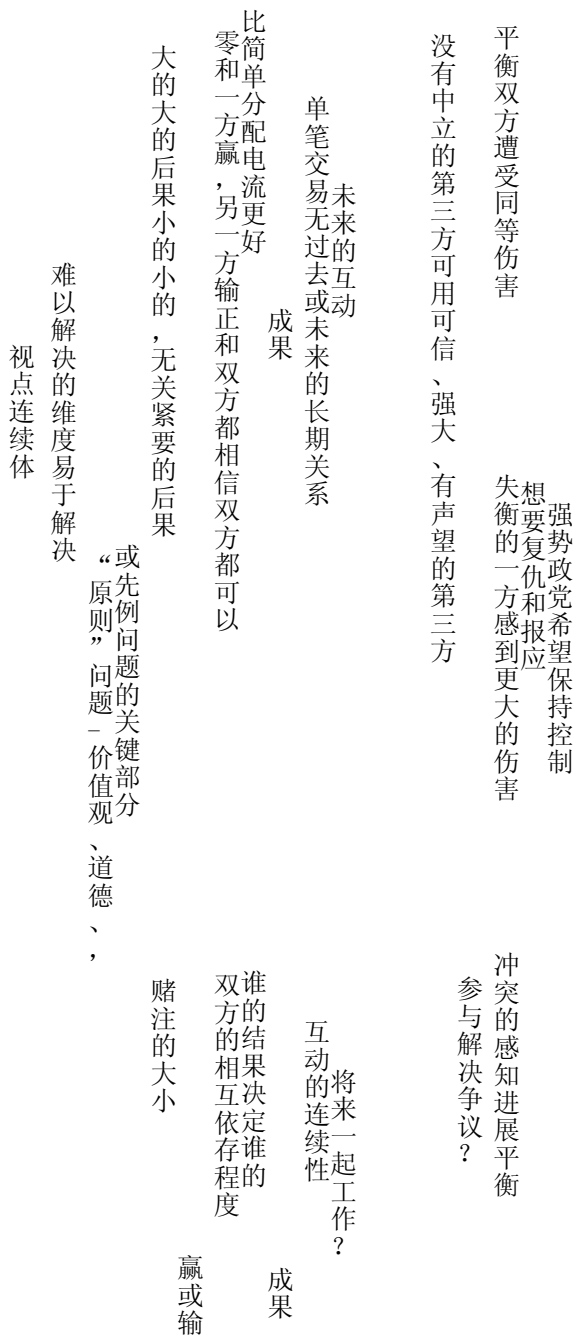 视点连续体
难以解决的维度易于解决
“原则”问题–价值观、道德、,
或先例问题的关键部分
大的大的后果小的小的,无关紧要的后果
赌注的大小
赢或输
零和一方赢,另一方输正和双方都相信双方都可以
比简单分配电流更好
成果
双方的相互依存程度
谁的结果决定谁的
成果
单笔交易无过去或未来的长期关系
未来的互动
互动的连续性
将来一起工作?
没有中立的第三方可用可信、强大、有声望的第三方
参与解决争议?
平衡双方遭受同等伤害
失衡的一方感到更大的伤害
想要复仇和报应
强势政党希望保持控制
冲突的感知进展平衡